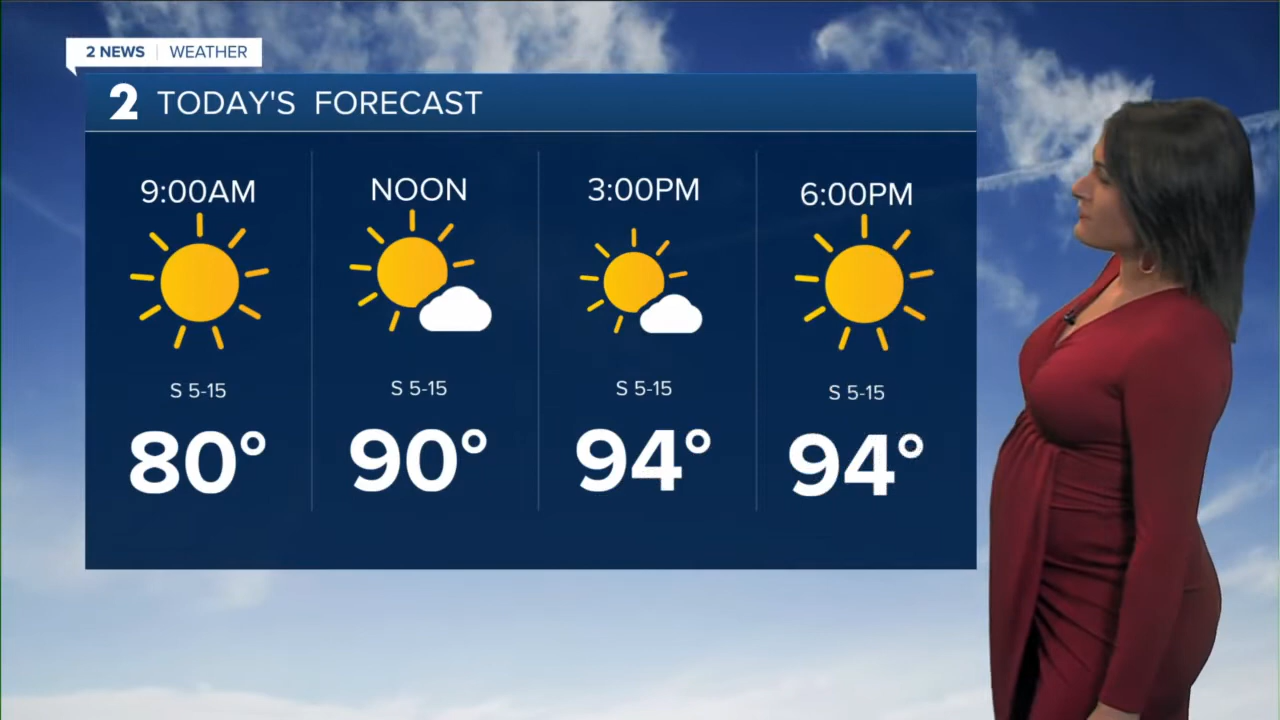 2 NEWS | WEATHER
2 TODAY'S FORECAST
9:00AM
S 5-15
80°
NOON
S 5-15
90°
3:00PM
S 5-15
94°
6:00PM
S 5-15
94°